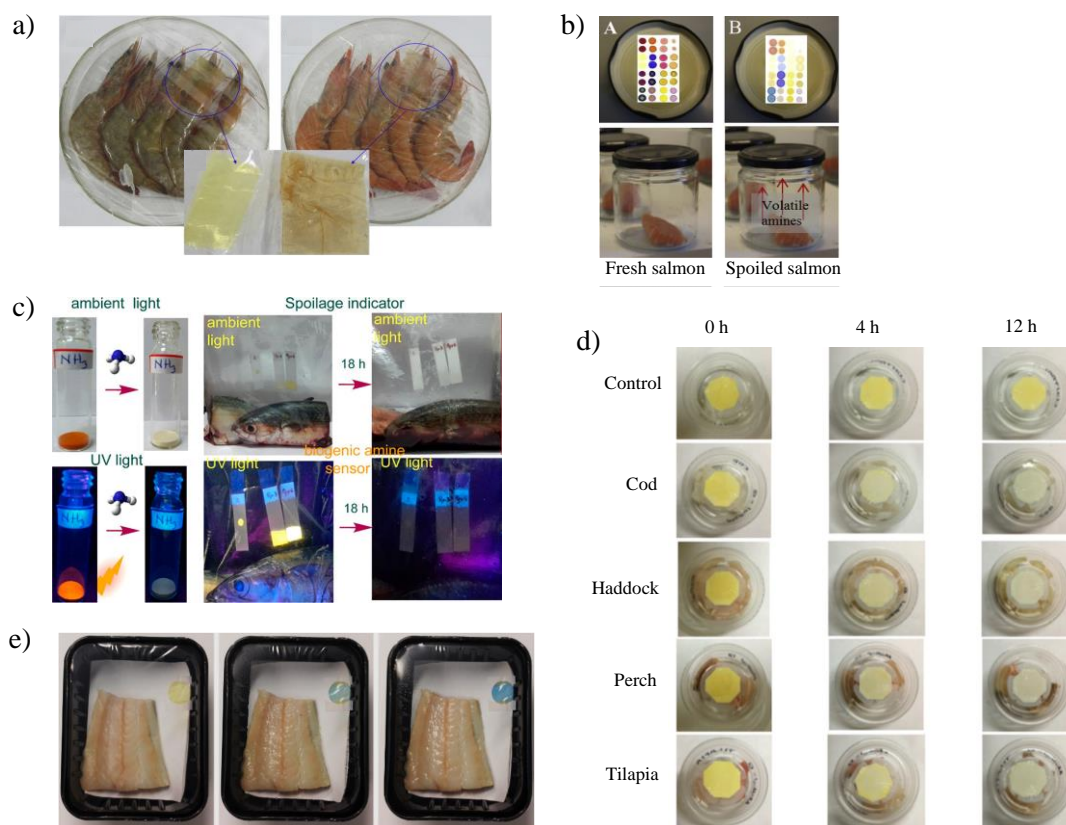 a)
b)
A
B
Volatile
amines
Fresh salmon
Spoiled salmon
c)
ambient light
Spoilage indicator
NH3
NH3
ambient
light
18 h
ambient
light
UV light
biogenic amine
sensor
NH3
NH3
UV light
18 h
UV light
d)
0 h
4 h
12 h
Control
Cod
Haddock
Perch
Tilapia
e)